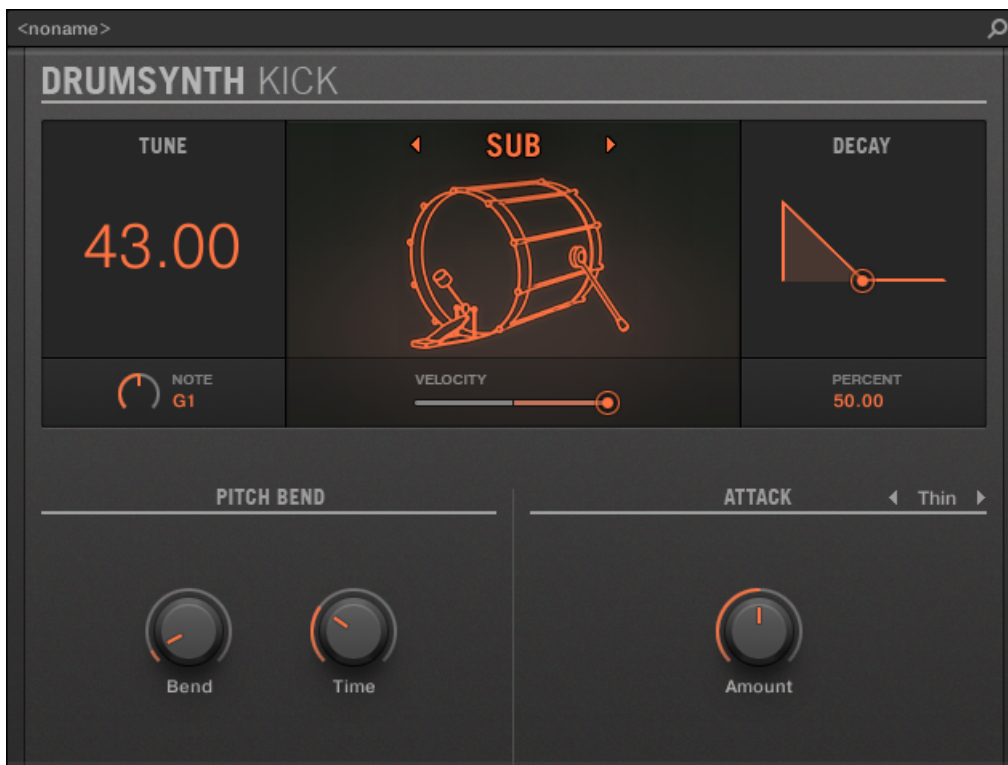 <noname>
DRUMSYNTH KICK
TUNE
SUB
DECAY
43.00
NOTE
G1
VELOCITY
PERCENT
50.00
PITCH BEND
ATTACK
Thin
Bend
Time
Amount